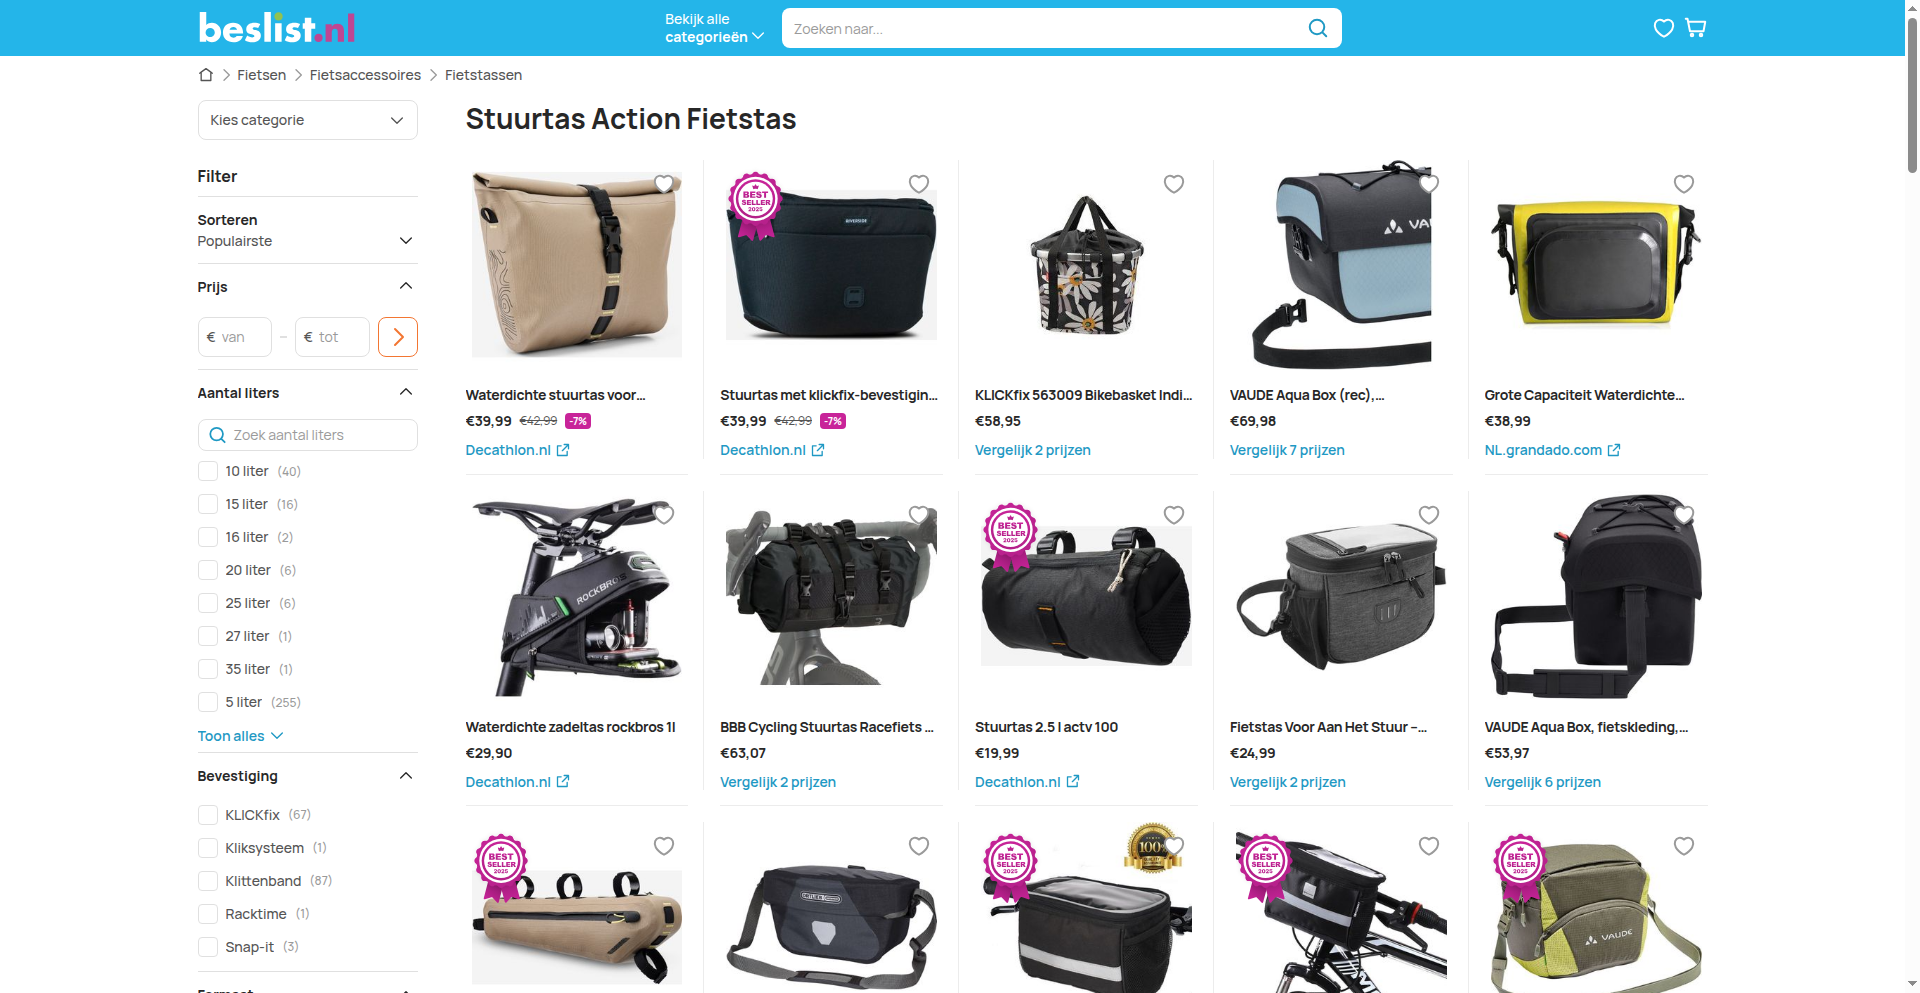 beslist.nl
Bekijk alle
categorieën
Zoeken naar...
Fietsen
Fietsaccessoires
Fietstassen
Kies categorie
Stuurtas Action Fietstas
Filter
Sorteren
Populairste
Prijs
€ van
–
€ tot
Aantal liters
Zoek aantal liters
10 liter (40)
15 liter (16)
16 liter (2)
20 liter (6)
25 liter (6)
27 liter (1)
35 liter (1)
5 liter (255)
Toon alles
Bevestiging
KLICKfix (67)
Kliksysteem (1)
Klittenband (87)
Racktime (1)
Snap-it (3)
Waterdichte stuurtas voor...
€39,99 €42,99 -7%
Decathlon.nl
BEST
SELLER
2025
RIVERSIDE
Stuurtas met klickfix-bevestigin...
€39,99 €42,99 -7%
Decathlon.nl
KLICKfix 563009 Bikebasket Indi...
€58,95
Vergelijk 2 prijzen
VAU
VAUDE Aqua Box (rec),...
€69,98
Vergelijk 7 prijzen
Grote Capaciteit Waterdichte...
€38,99
NL.grandado.com
ROCKBROS
Waterdichte zadeltas rockbros 1l
€29,90
Decathlon.nl
BBB Cycling Stuurtas Racefiets ...
€63,07
Vergelijk 2 prijzen
BEST
SELLER
2025
Stuurtas 2.5 l actv 100
€19,99
Decathlon.nl
Fietstas Voor Aan Het Stuur –...
€24,99
Vergelijk 2 prijzen
VAUDE Aqua Box, fietskleding,...
€53,97
Vergelijk 6 prijzen
BEST
SELLER
2025
ORTLIEB
BEST
SELLER
2025
100%
BEST
SELLER
2025
BEST
SELLER
2025
VAUDE